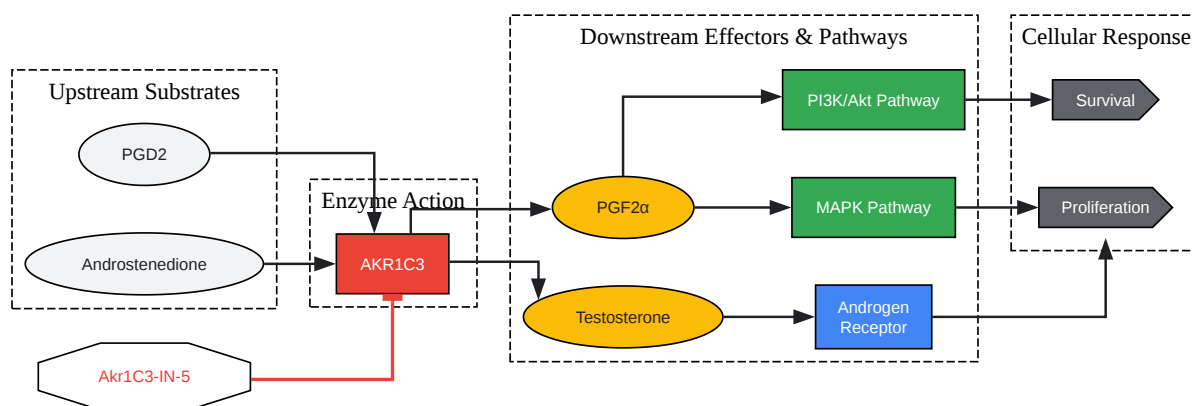 Downstream Effectors & Pathways
Cellular Response
Upstream Substrates
PI3K/Akt Pathway
Survival
PGD2
Enzyme Action
PGF2α
MAPK Pathway
Proliferation
Androstenedione
AKR1C3
Testosterone
Androgen
Receptor
Akr1C3-IN-5